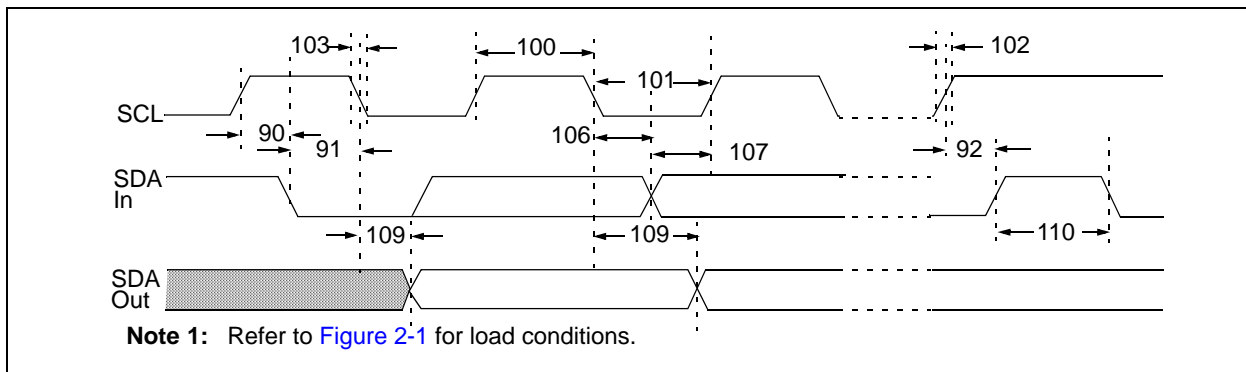 103
100
102
101
SCL
90
106
91
107
92
SDA
In
109
109
110
SDA
Out
Note 1: Refer to Figure 2-1 for load conditions.